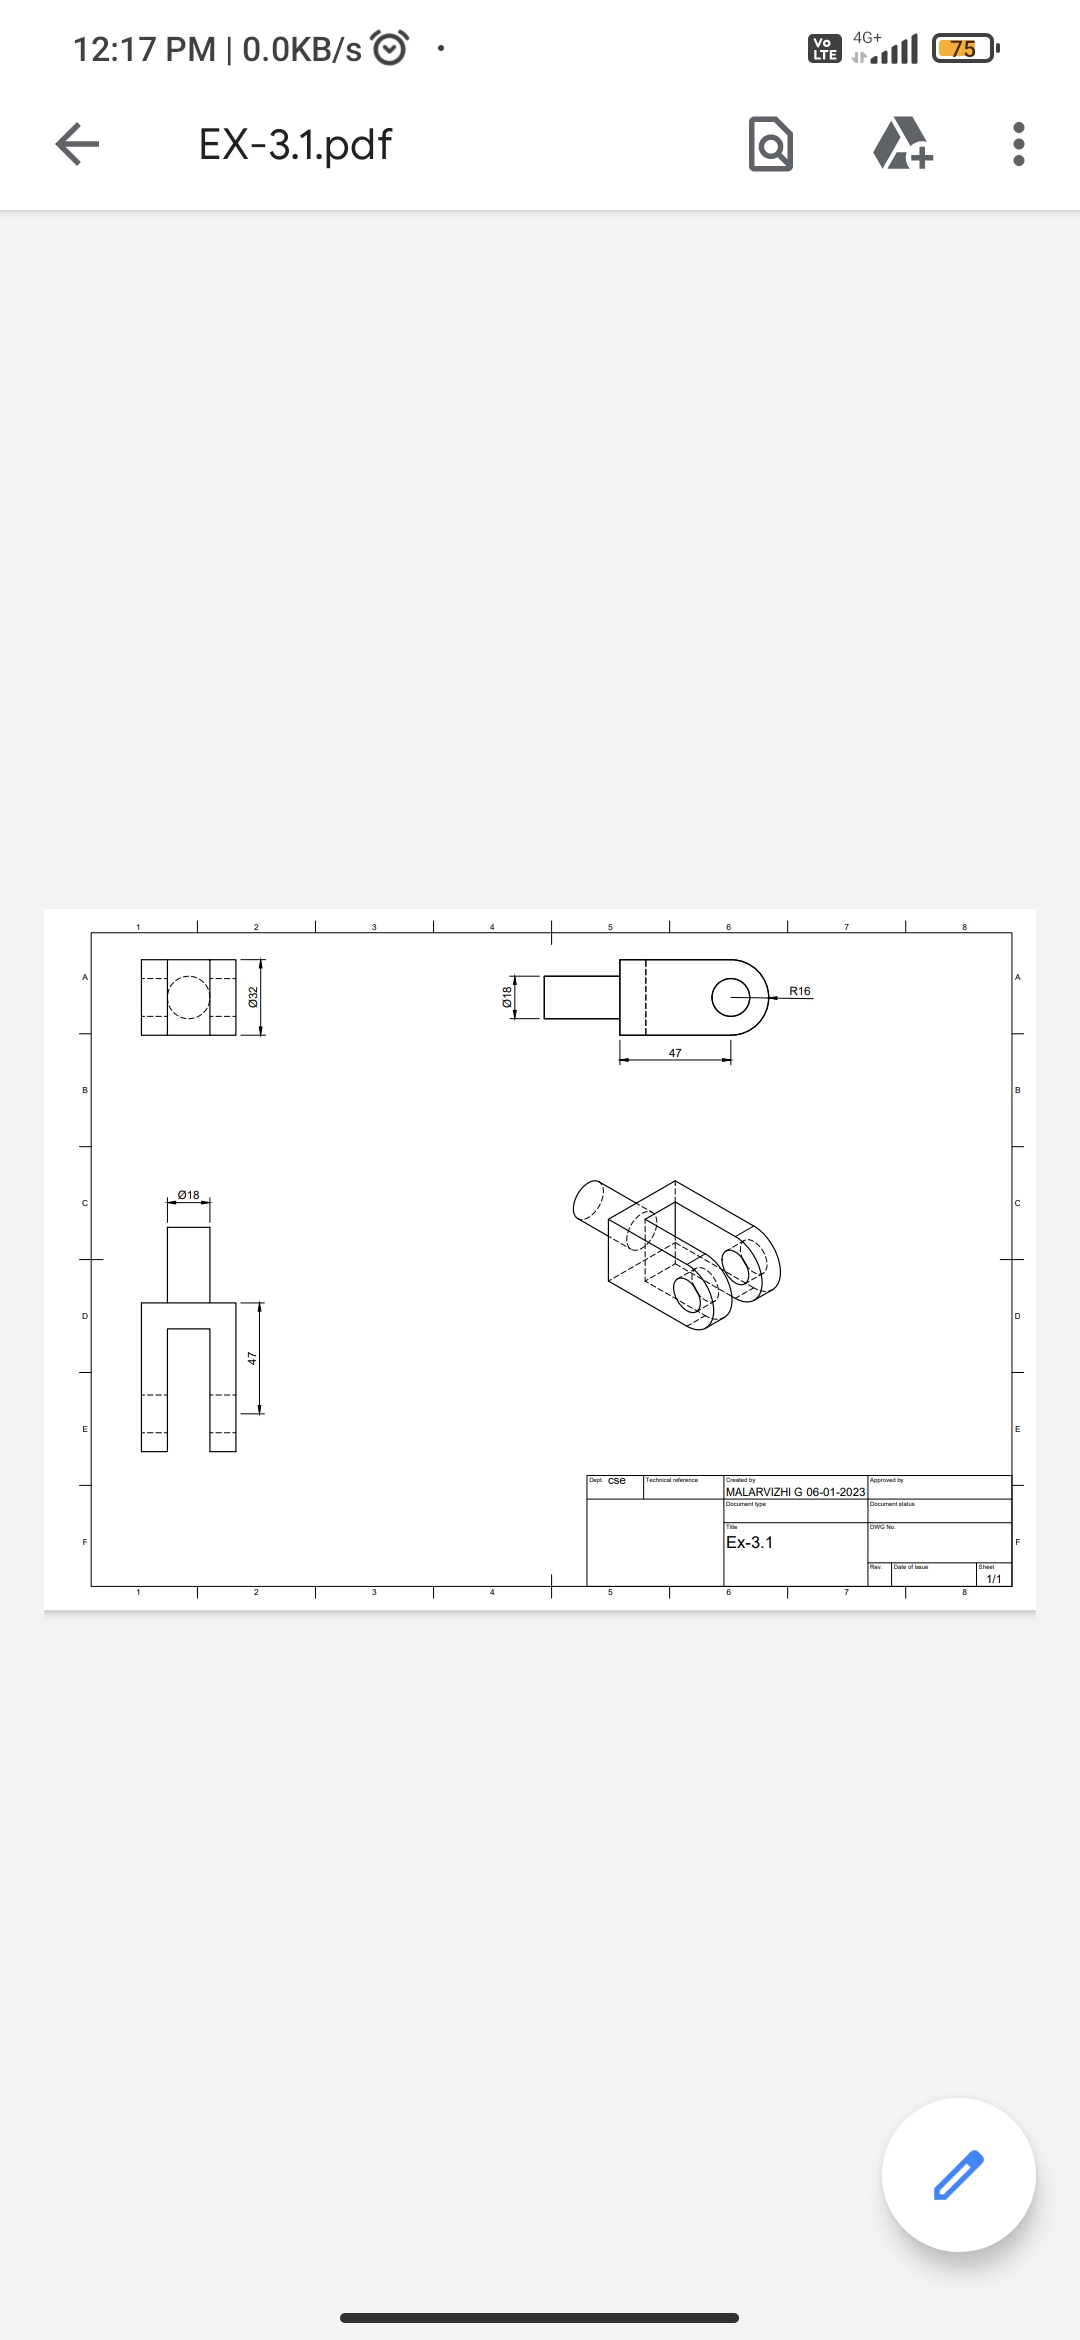 12:17 PM | 0.0KB/s
Vo LTE 4G+ 75
EX-3.1.pdf
1 2 3 4 5 6 7 8
A A
Ø32
Ø18
R16
47
B B
C C
Ø18
D D
47
E E
Dept. cse Technical reference Created by Approved by
MALARVIZHI G 06-01-2023
Document type Document status
Title DWG No.
Ex-3.1
F F
Rev. Date of issue Sheet
1/1
1 2 3 4 5 6 7 8